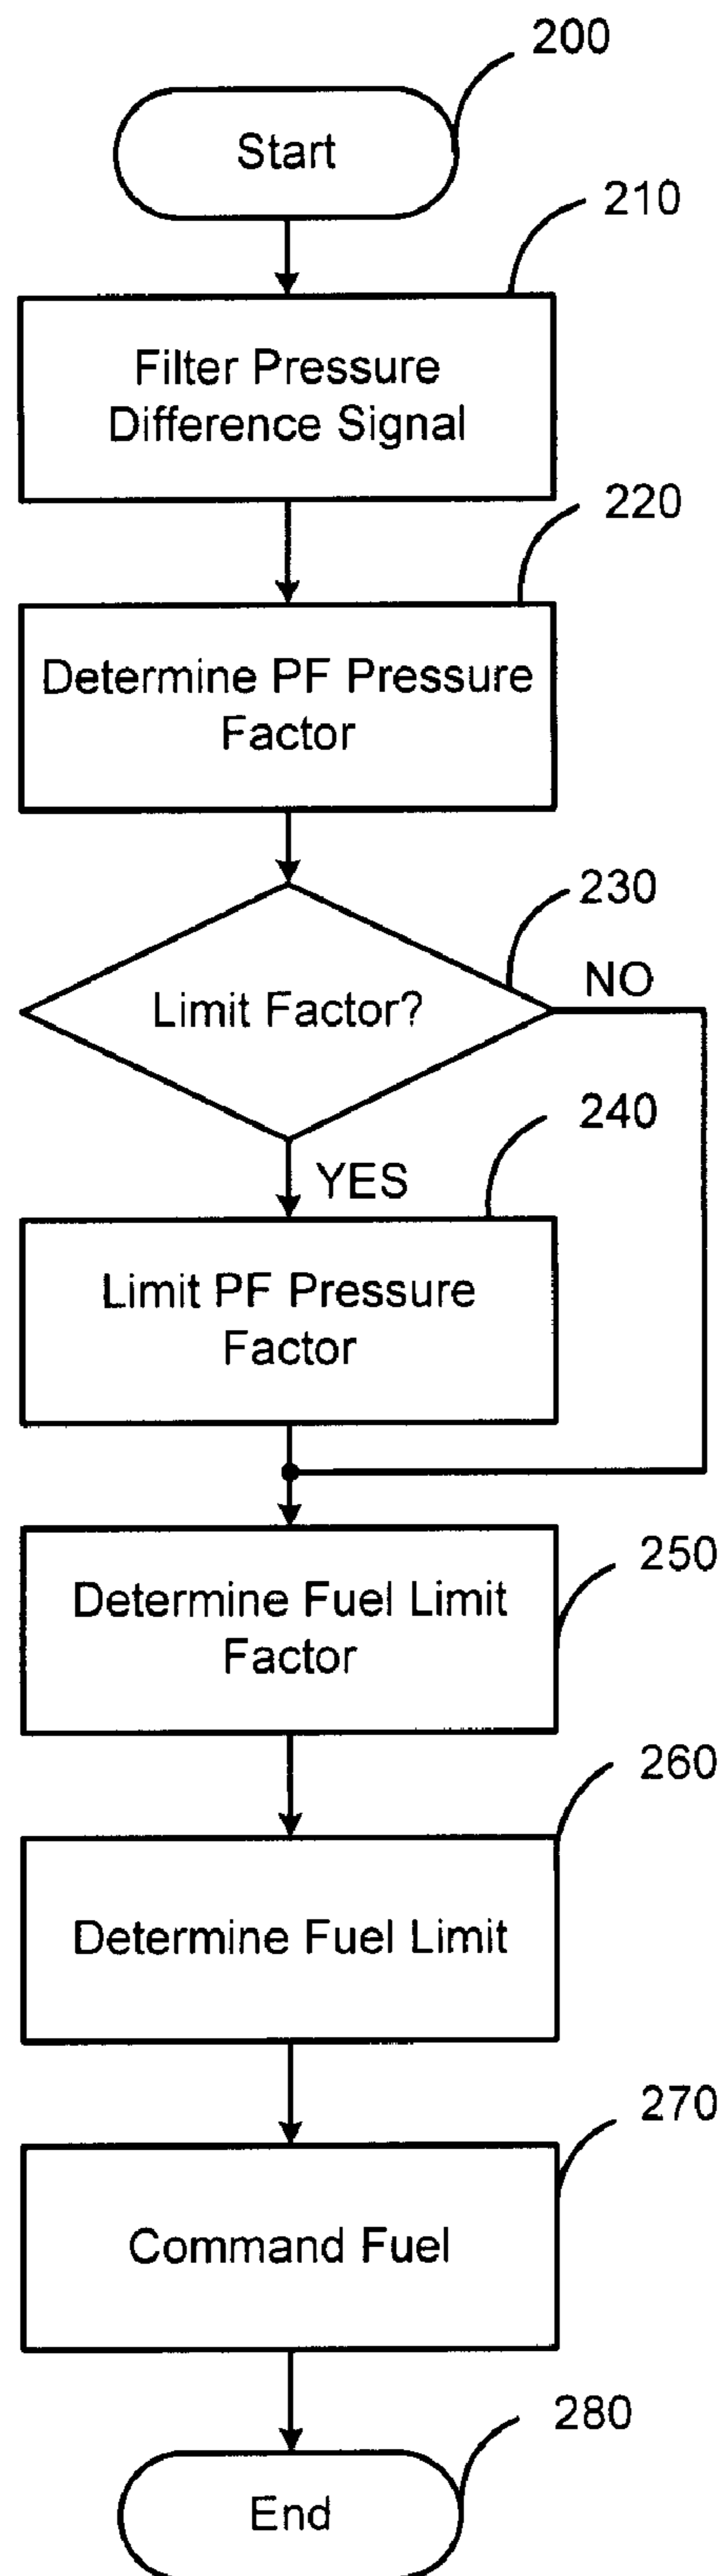 200
Start
210
Filter Pressure
Difference Signal
220
Determine PF Pressure
Factor
230
Limit Factor?
NO
240
YES
Limit PF Pressure
Factor
250
Determine Fuel Limit
Factor
260
Determine Fuel Limit
270
Command Fuel
280
End